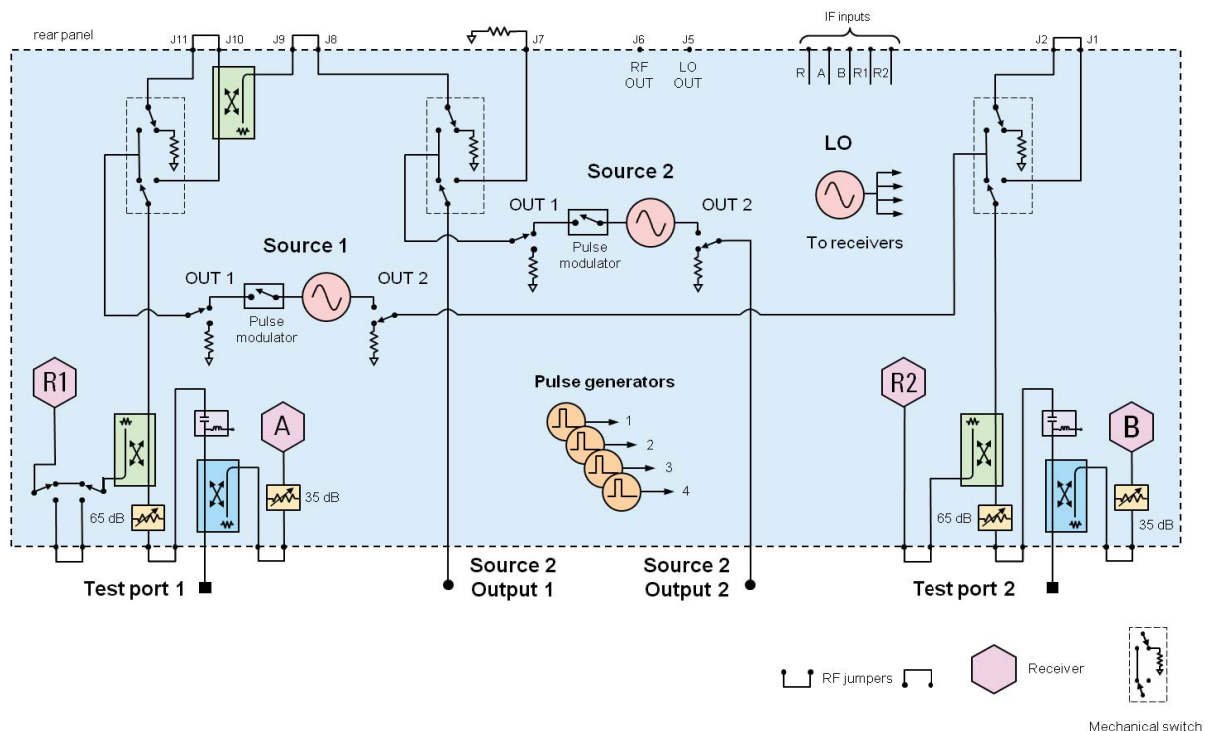 IF inputs
rear panel
J11
J10
J9
J8
J7
J6
J5
J2
J1
RF
OUT
LO
OUT
R
A
B
R1
R2
LO
To receivers
Source 2
OUT 1
OUT 2
Pulse
modulator
Source 1
OUT 1
OUT 2
Pulse
modulator
R1
A
35 dB
65 dB
Pulse generators
1
2
3
4
R2
B
65 dB
35 dB
Test port 1
Source 2
Output 1
Source 2
Output 2
Test port 2
RF jumpers
Receiver
Mechanical switch